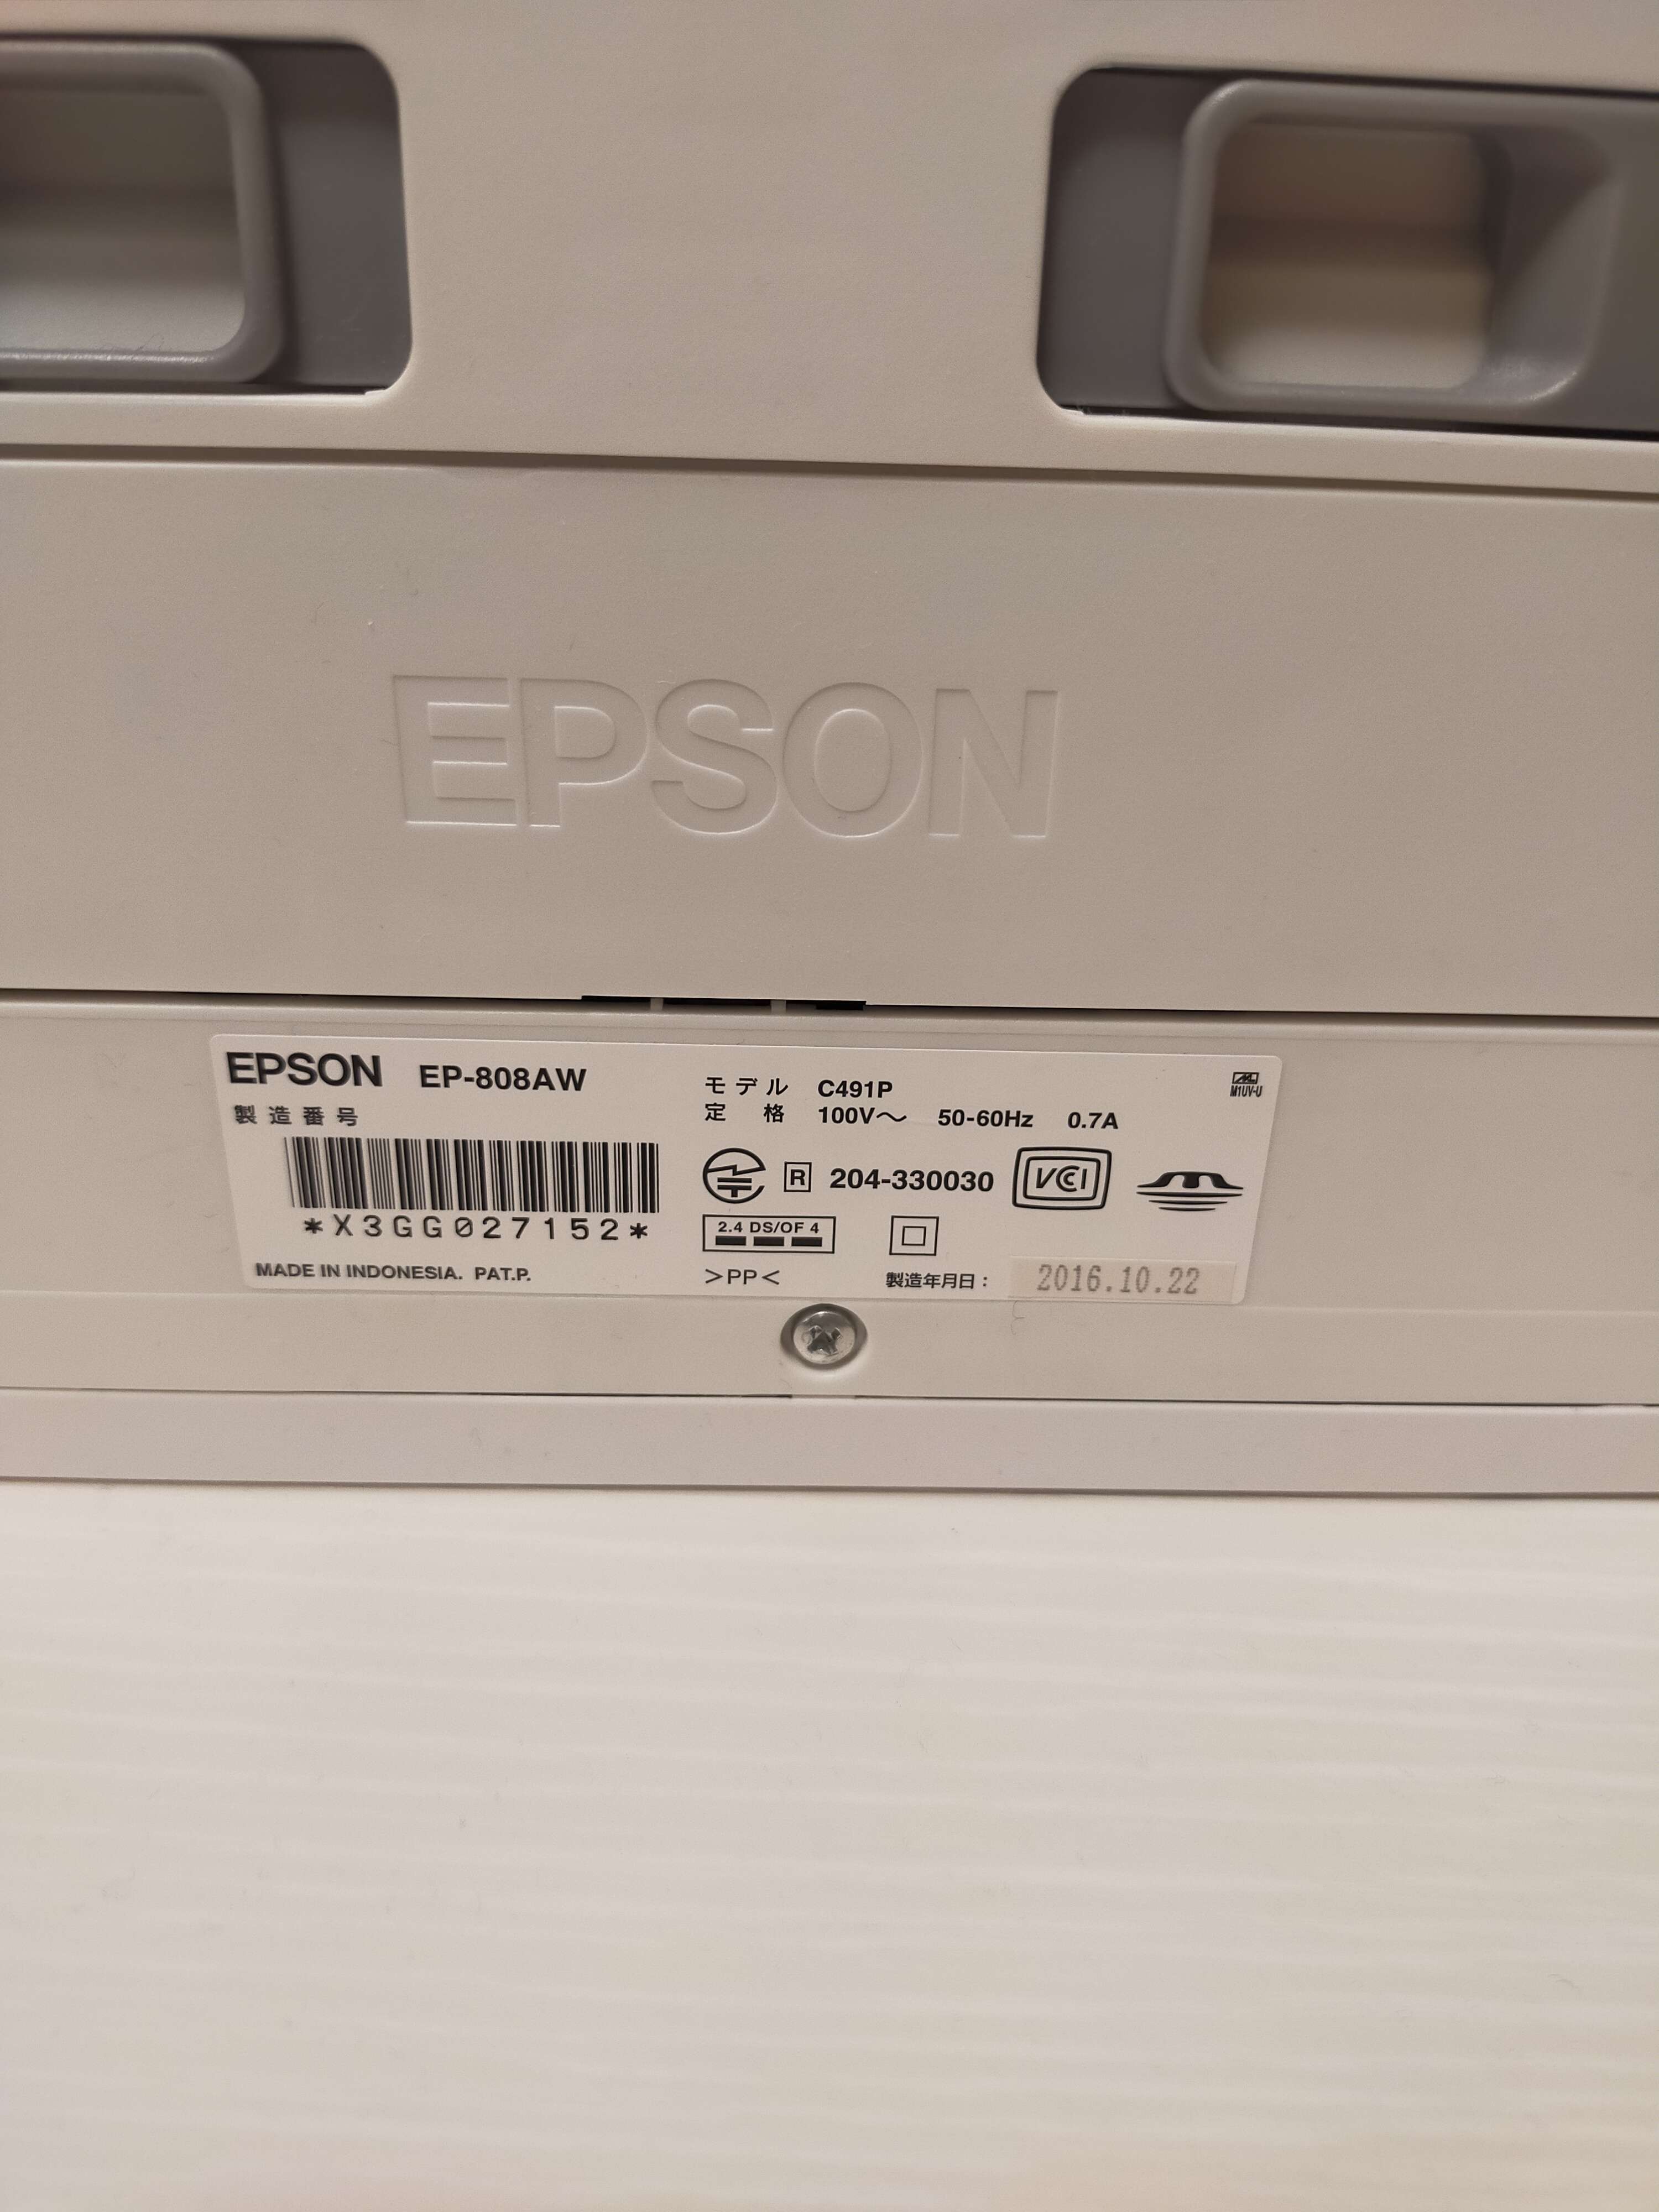 EPSON
EPSON EP-808AW
製造番号
*X3GG027152*
MADE IN INDONESIA. PAT.P.
モデル C491P
定格 100V～ 50-60Hz 0.7A
R 204-330030 VCCI
2.4 DS/OF 4
>PP<
製造年月日： 2016.10.22
M1UV-U